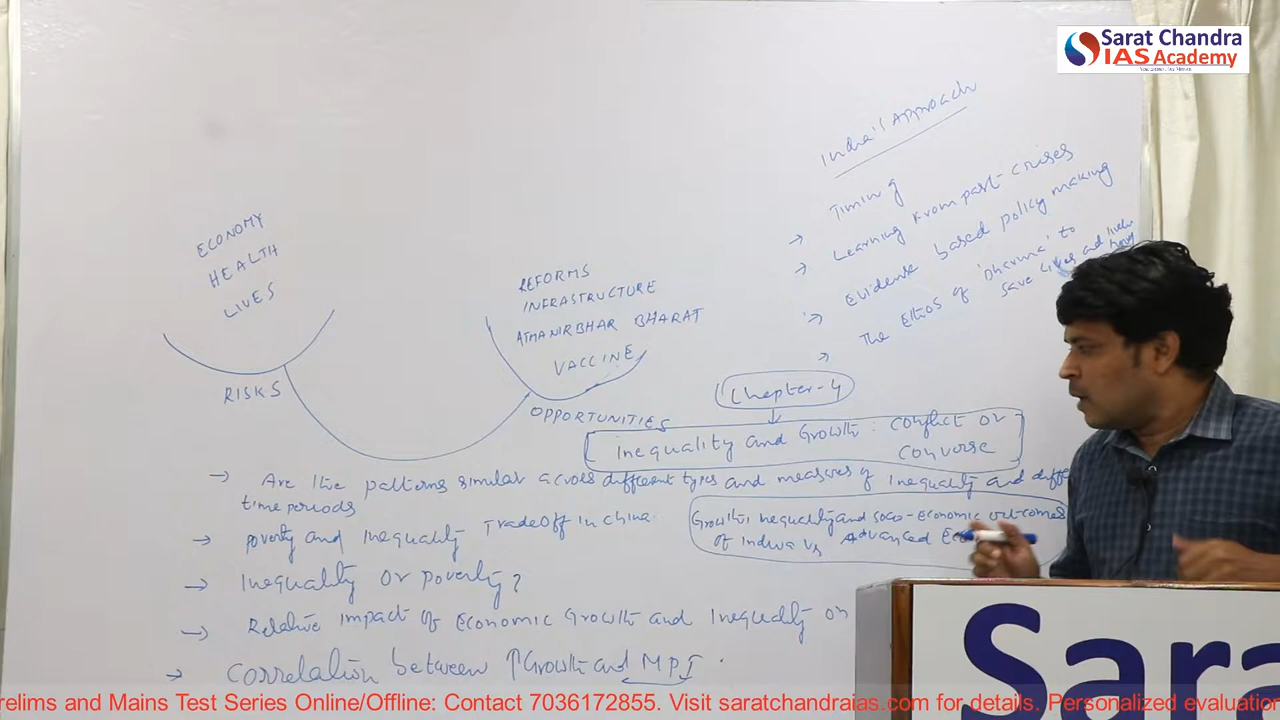 Sarat Chandra
IAS Academy
India's Approach
→ Timing
→ Learning from past-crises
→ Evidense based policy making
→ The Ethos of 'Dharma' to
save lives and
ECONOMY
HEALTH
LIVES
RISKS
REFORMS
INFRASTRUCTURE
ATMANIRBHAR BHARAT
VACCINE
OPPORTUNITIES
Chapter-4
Inequality and Growth: Conflict or
Converse
→ Are the patterns similar across different types and measures of Inequality and diffe
time periods
→ Poverty and Inequality Tradeoff in China.
Growth, Inequality and Socio-Economic outcomes
of India vs Advanced Eco
→ Inequality or poverty?
→ Relative impact of Economic Growth and Inequality on
→ Correlation between ↑Growth and MPI.
Sara
relims and Mains Test Series Online/Offline: Contact 7036172855. Visit saratchandraias.com for details. Personalized evaluation